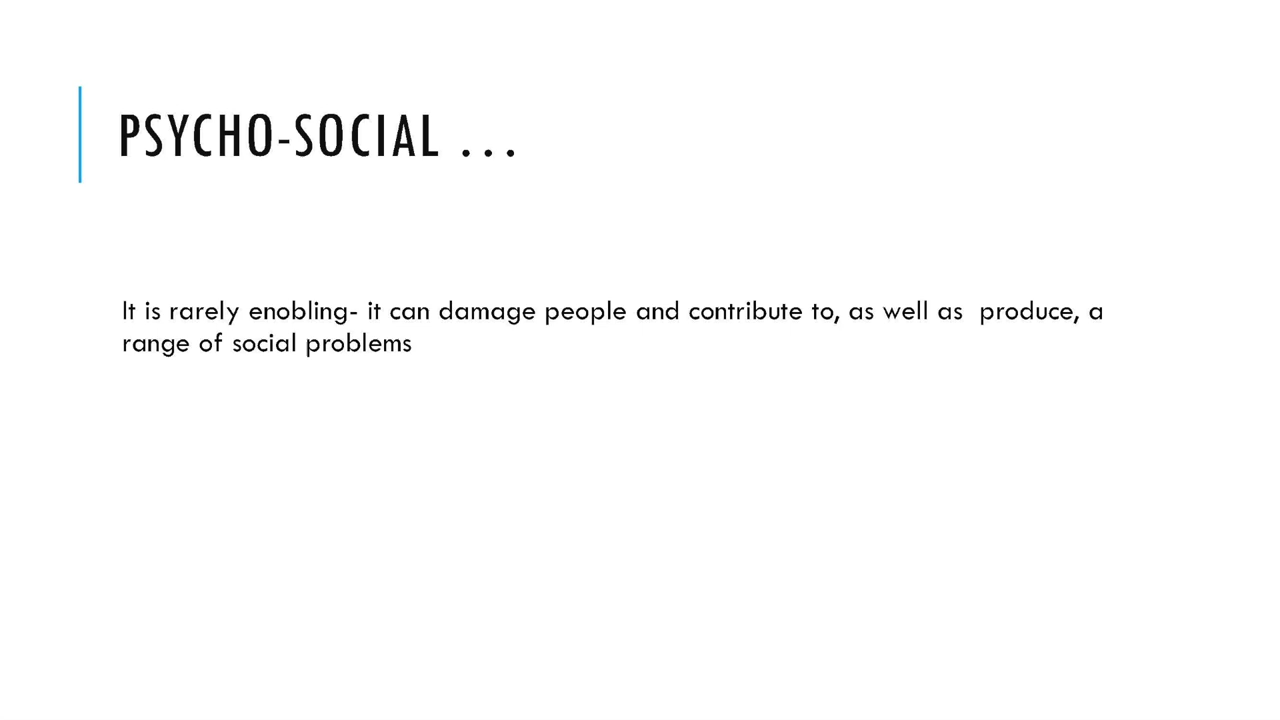 PSYCHO-SOCIAL ...
It is rarely enobling- it can damage people and contribute to, as well as  produce, a
range of social problems